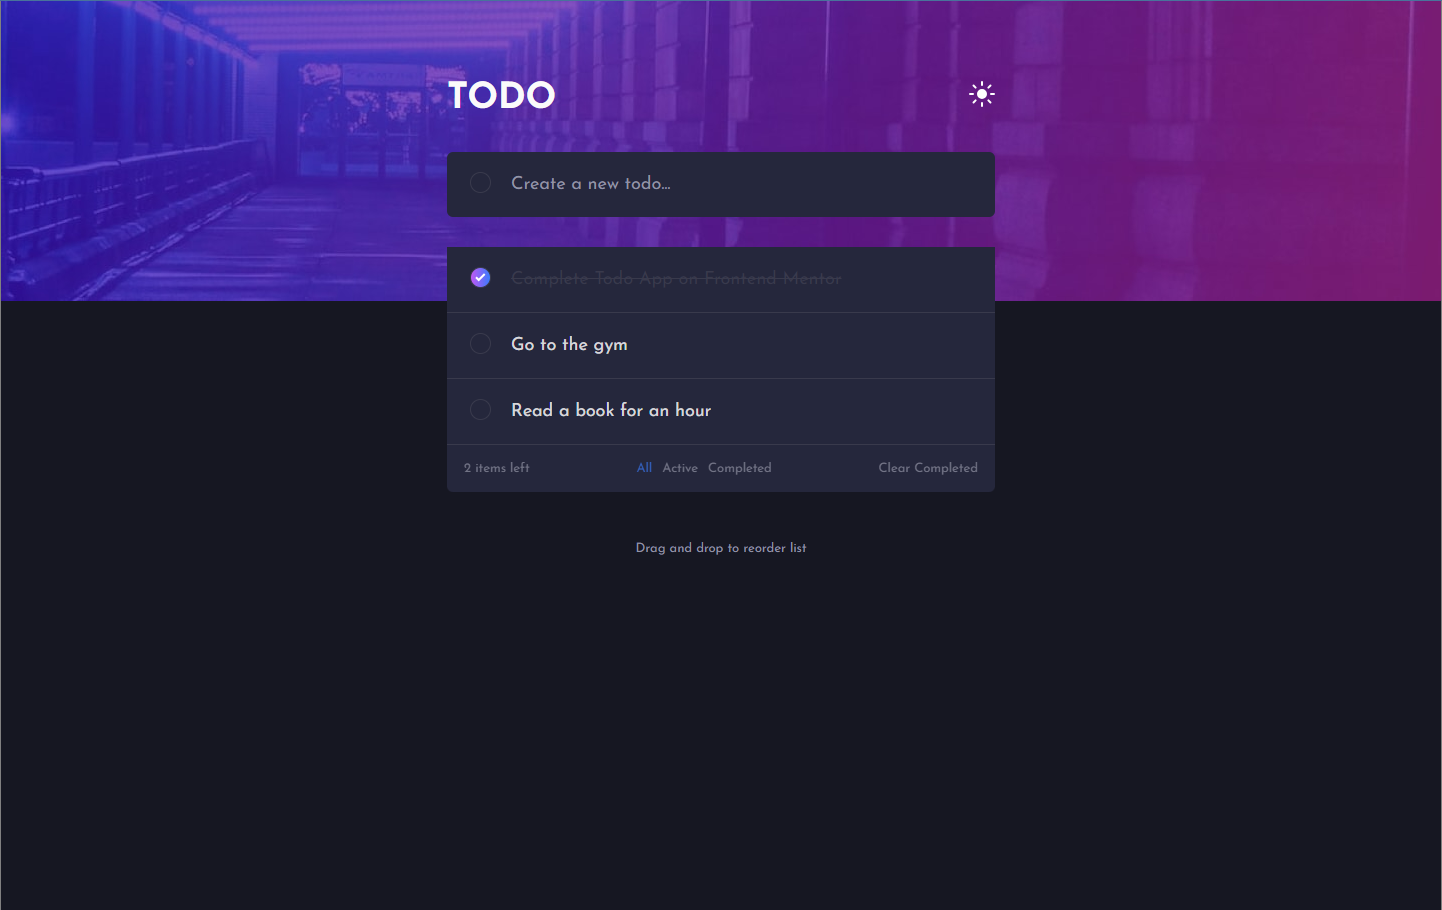 TODO
Create a new todo...
Complete Todo App on Frontend Mentor
Go to the gym
Read a book for an hour
2 items left All Active Completed Clear Completed
Drag and drop to reorder list